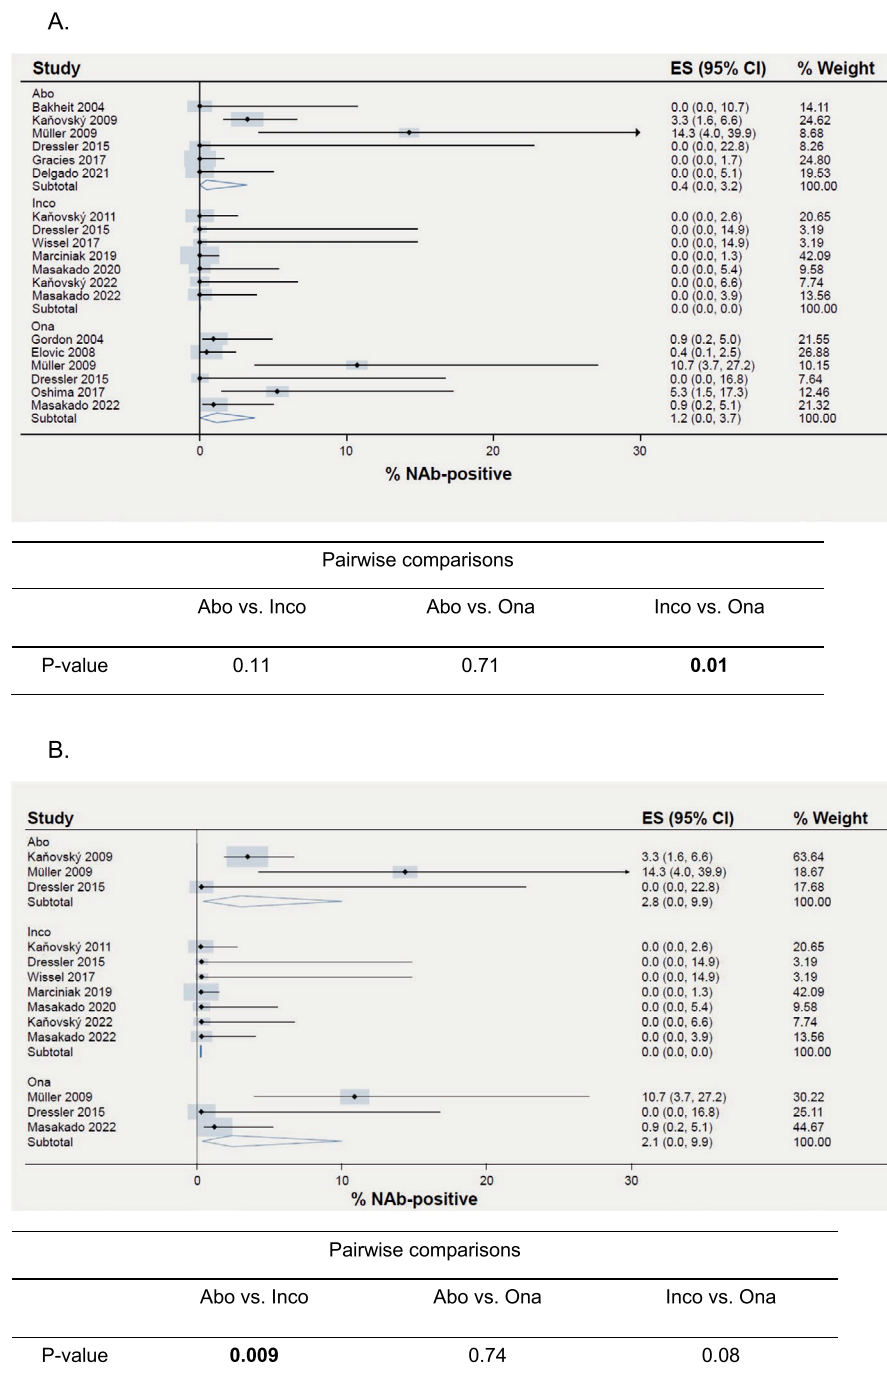 A.
Study ES (95% CI) % Weight
Abo
Bakheit 2004 0.0 (0.0, 10.7) 14.11
Kaňovský 2009 3.3 (1.6, 6.6) 24.62
Müller 2009 14.3 (4.0, 39.9) 8.68
Dressler 2015 0.0 (0.0, 22.8) 8.26
Gracies 2017 0.0 (0.0, 1.7) 24.80
Delgado 2021 0.0 (0.0, 5.1) 19.53
Subtotal 0.4 (0.0, 3.2) 100.00
Inco
Kaňovský 2011 0.0 (0.0, 2.6) 20.65
Dressler 2015 0.0 (0.0, 14.9) 3.19
Wissel 2017 0.0 (0.0, 14.9) 3.19
Marciniak 2019 0.0 (0.0, 1.3) 42.09
Masakado 2020 0.0 (0.0, 5.4) 9.58
Kaňovský 2022 0.0 (0.0, 6.6) 7.74
Masakado 2022 0.0 (0.0, 3.9) 13.56
Subtotal 0.0 (0.0, 0.0) 100.00
Ona
Gordon 2004 0.9 (0.2, 5.0) 21.55
Elovic 2008 0.4 (0.1, 2.5) 26.88
Müller 2009 10.7 (3.7, 27.2) 10.15
Dressler 2015 0.0 (0.0, 16.8) 7.64
Oshima 2017 5.3 (1.5, 17.3) 12.46
Masakado 2022 0.9 (0.2, 5.1) 21.32
Subtotal 1.2 (0.0, 3.7) 100.00
0 10 20 30
% NAb-positive
Pairwise comparisons
Abo vs. Inco Abo vs. Ona Inco vs. Ona
P-value 0.11 0.71 0.01
B.
Study ES (95% CI) % Weight
Abo
Kaňovský 2009 3.3 (1.6, 6.6) 63.64
Müller 2009 14.3 (4.0, 39.9) 18.67
Dressler 2015 0.0 (0.0, 22.8) 17.68
Subtotal 2.8 (0.0, 9.9) 100.00
Inco
Kaňovský 2011 0.0 (0.0, 2.6) 20.65
Dressler 2015 0.0 (0.0, 14.9) 3.19
Wissel 2017 0.0 (0.0, 14.9) 3.19
Marciniak 2019 0.0 (0.0, 1.3) 42.09
Masakado 2020 0.0 (0.0, 5.4) 9.58
Kaňovský 2022 0.0 (0.0, 6.6) 7.74
Masakado 2022 0.0 (0.0, 3.9) 13.56
Subtotal 0.0 (0.0, 0.0) 100.00
Ona
Müller 2009 10.7 (3.7, 27.2) 30.22
Dressler 2015 0.0 (0.0, 16.8) 25.11
Masakado 2022 0.9 (0.2, 5.1) 44.67
Subtotal 2.1 (0.0, 9.9) 100.00
0 10 20 30
% NAb-positive
Pairwise comparisons
Abo vs. Inco Abo vs. Ona Inco vs. Ona
P-value 0.009 0.74 0.08